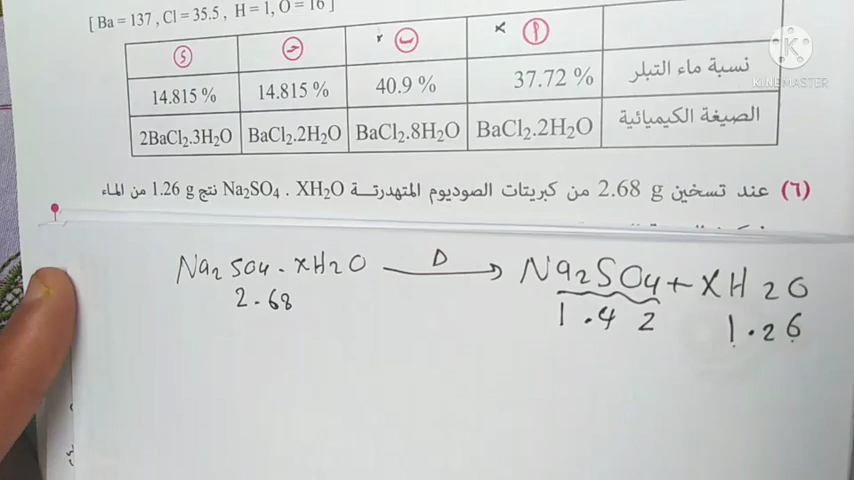 [ Ba = 137 , Cl = 35.5 , H = 1, O = 16 ]
أ ب جـ د
نسبة ماء التبلر 37.72 % 40.9 % 14.815 % 14.815 %
الصيغة الكيميائية BaCl₂.2H₂O BaCl₂.8H₂O BaCl₂.2H₂O 2BaCl₂.3H₂O
(٦) عند تسخين 2.68 g من كبريتات الصوديوم المتهدرتة Na₂SO₄ . XH₂O نتج 1.26 g من الماء
Na₂SO₄ . XH₂O Δ → Na₂SO₄ + XH₂O
2.68 1.42 1.26
KINEMASTER